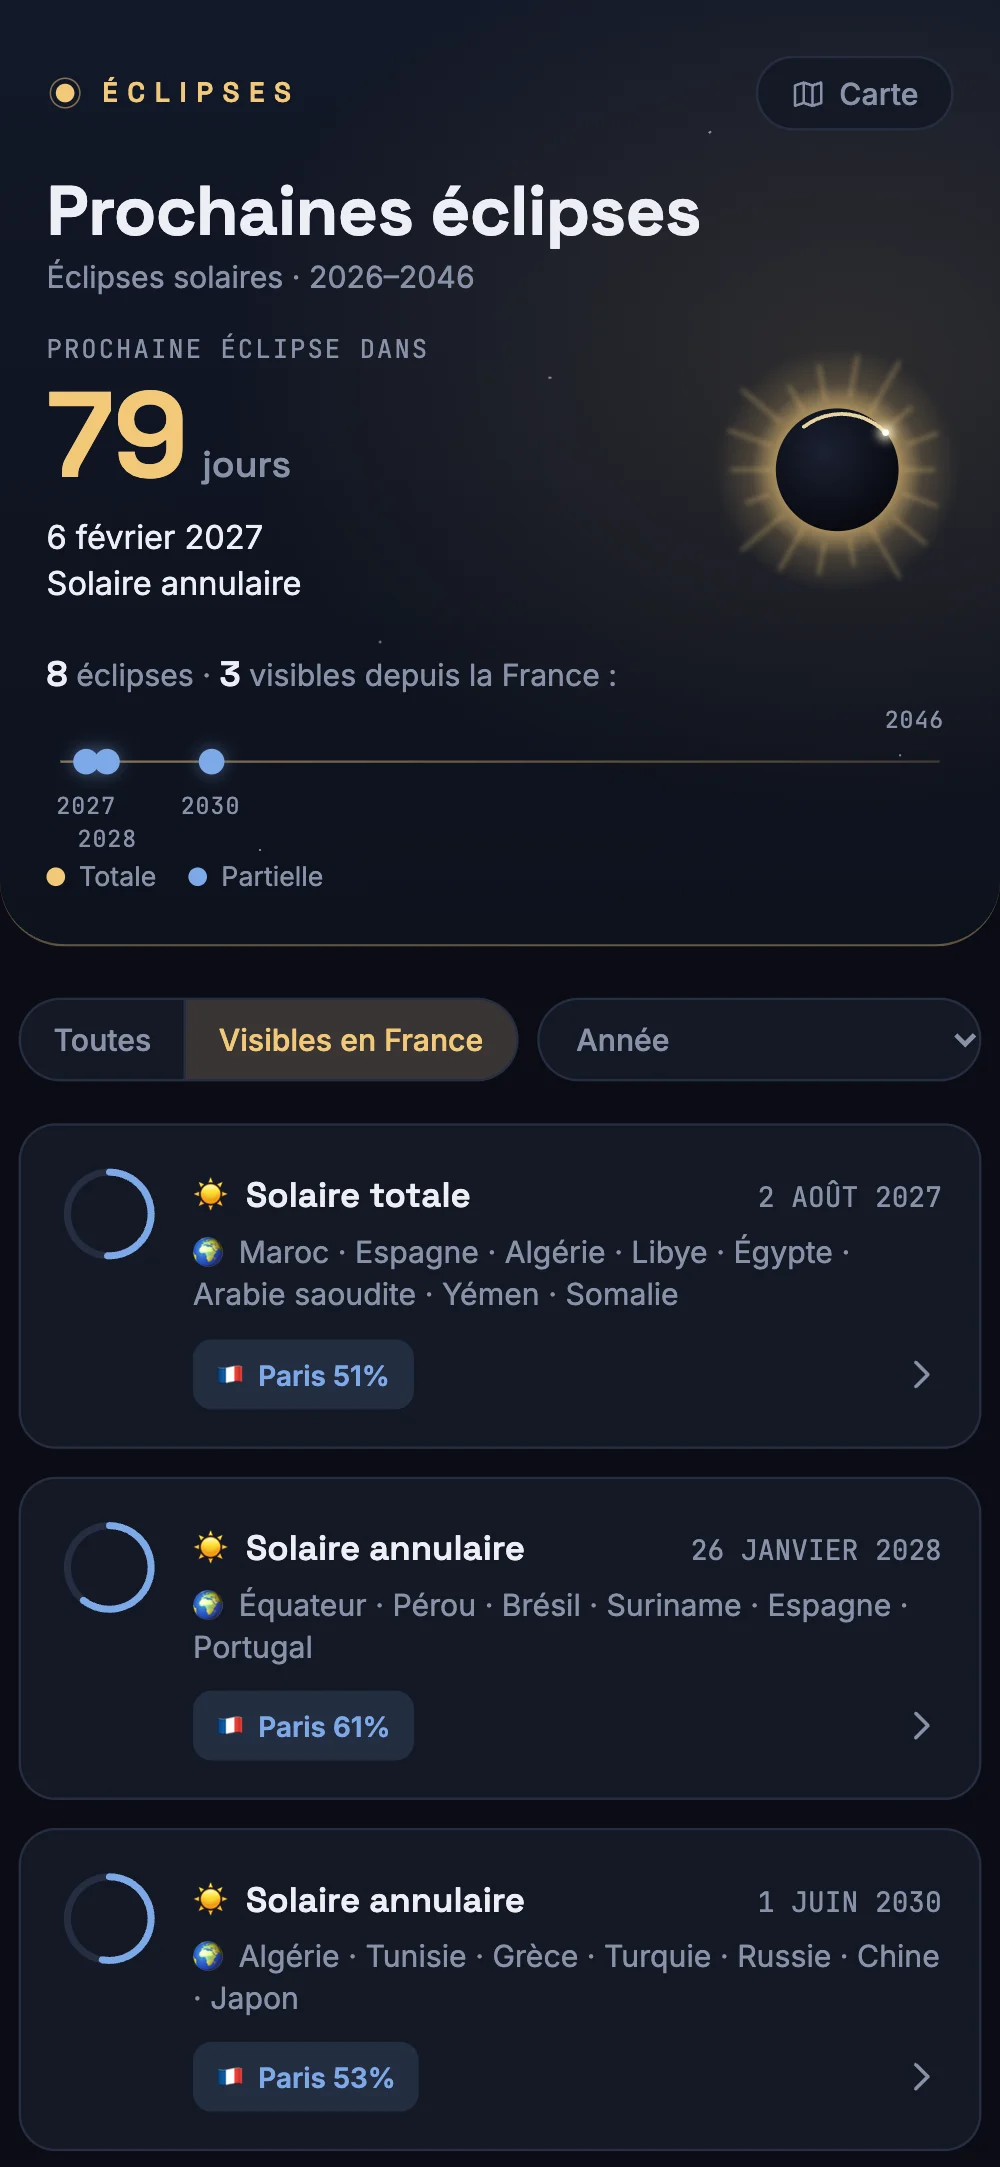 ÉCLIPSES
Carte
Prochaines éclipses
Éclipses solaires · 2026–2046
PROCHAINE ÉCLIPSE DANS
79 jours
6 février 2027
Solaire annulaire
8 éclipses · 3 visibles depuis la France :
2046
2027 2030
2028
Totale Partielle
Toutes Visibles en France Année
Solaire totale 2 AOÛT 2027
Maroc · Espagne · Algérie · Libye · Égypte ·
Arabie saoudite · Yémen · Somalie
Paris 51%
Solaire annulaire 26 JANVIER 2028
Équateur · Pérou · Brésil · Suriname · Espagne ·
Portugal
Paris 61%
Solaire annulaire 1 JUIN 2030
Algérie · Tunisie · Grèce · Turquie · Russie · Chine
· Japon
Paris 53%